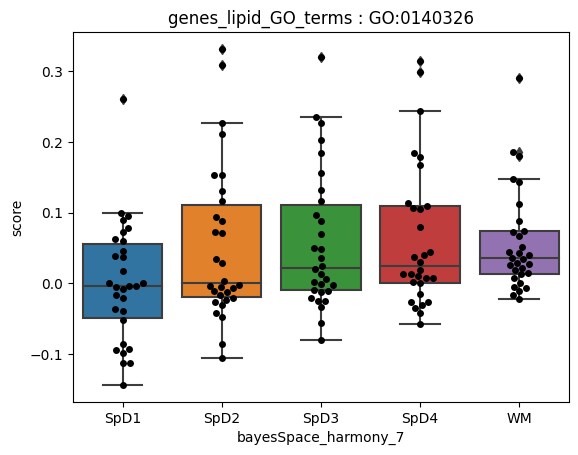 genes_lipid_GO_terms : GO:0140326
score
0.3
0.2
0.1
0.0
−0.1
SpD1 SpD2 SpD3 SpD4 WM
bayesSpace_harmony_7